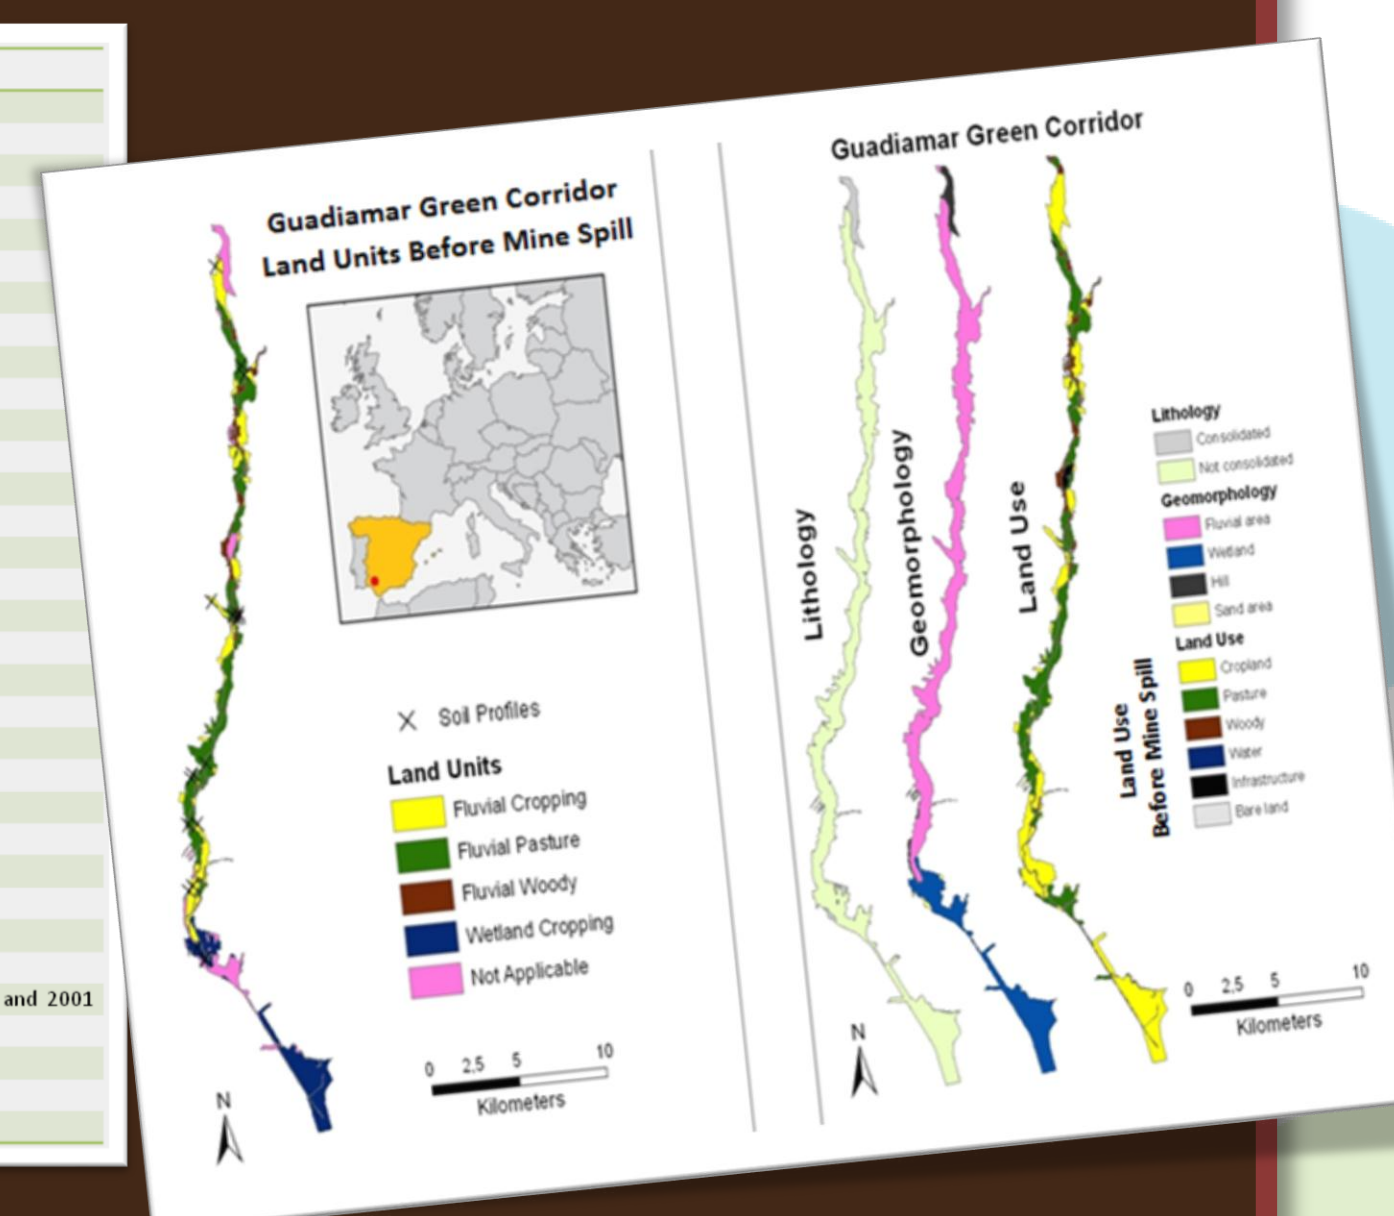 and 2001
Guadiamar Green Corridor
Land Units Before Mine Spill
Soil Profiles
Land Units
Fluvial Cropping
Fluvial Pasture
Fluvial Woody
Wetland Cropping
Not Applicable
0 2,5 5 10
Kilometers
N
Guadiamar Green Corridor
Lithology
Geomorphology
Land Use
Lithology
Consolidated
Not consolidated
Geomorphology
Fluvial area
Wetland
Hill
Sand area
Land Use
Cropland
Pasture
Woody
Water
Infrastructure
Bare land
Land Use
Before Mine Spill
0 2,5 5 10
Kilometers
N